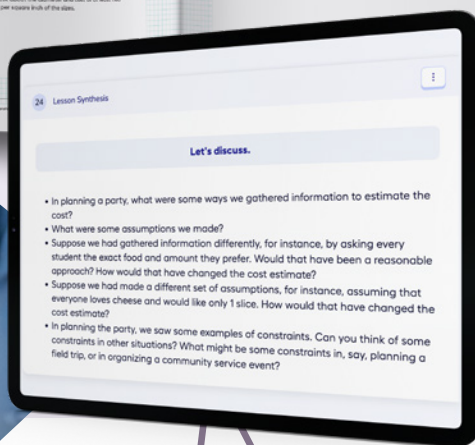 per square inch of the sizes.
24 Lesson Synthesis
Let's discuss.
• In planning a party, what were some ways we gathered information to estimate the
cost?
• What were some assumptions we made?
• Suppose we had gathered information differently, for instance, by asking every
student the exact food and amount they prefer. Would that have been a reasonable
approach? How would that have changed the cost estimate?
• Suppose we had made a different set of assumptions, for instance, assuming that
everyone loves cheese and would like only 1 slice. How would that have changed the
cost estimate?
• In planning the party, we saw some examples of constraints. Can you think of some
constraints in other situations? What might be some constraints in, say, planning a
field trip, or in organizing a community service event?